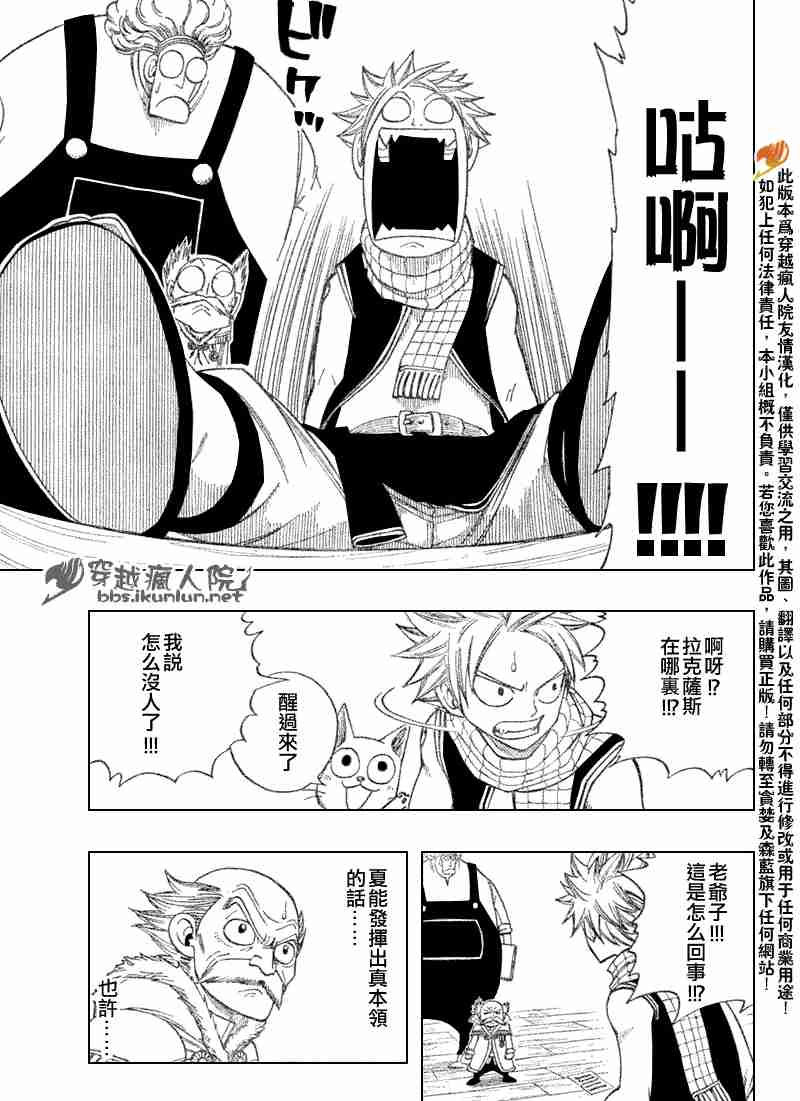 ビクゥッ
咕啊——!!!!
穿越瘋人院
bbs.ikunlun.net
啊呀!?
拉克薩斯
在哪裏!!?
醒過來了
我説
怎么沒人了!!!
老爺子!!!
這是怎么回事!!?
夏能發揮出真本領
的話……
也許……
此版本爲穿越瘋人院友情漢化，僅供學習交流之用，其圖、翻譯以及任何部分不得進行修改或用于任何商業用途！
如犯上任何法律責任，本小組概不負責。若您喜歡此作品，請購買正版！請勿轉至貪婪及森藍旗下任何網站！